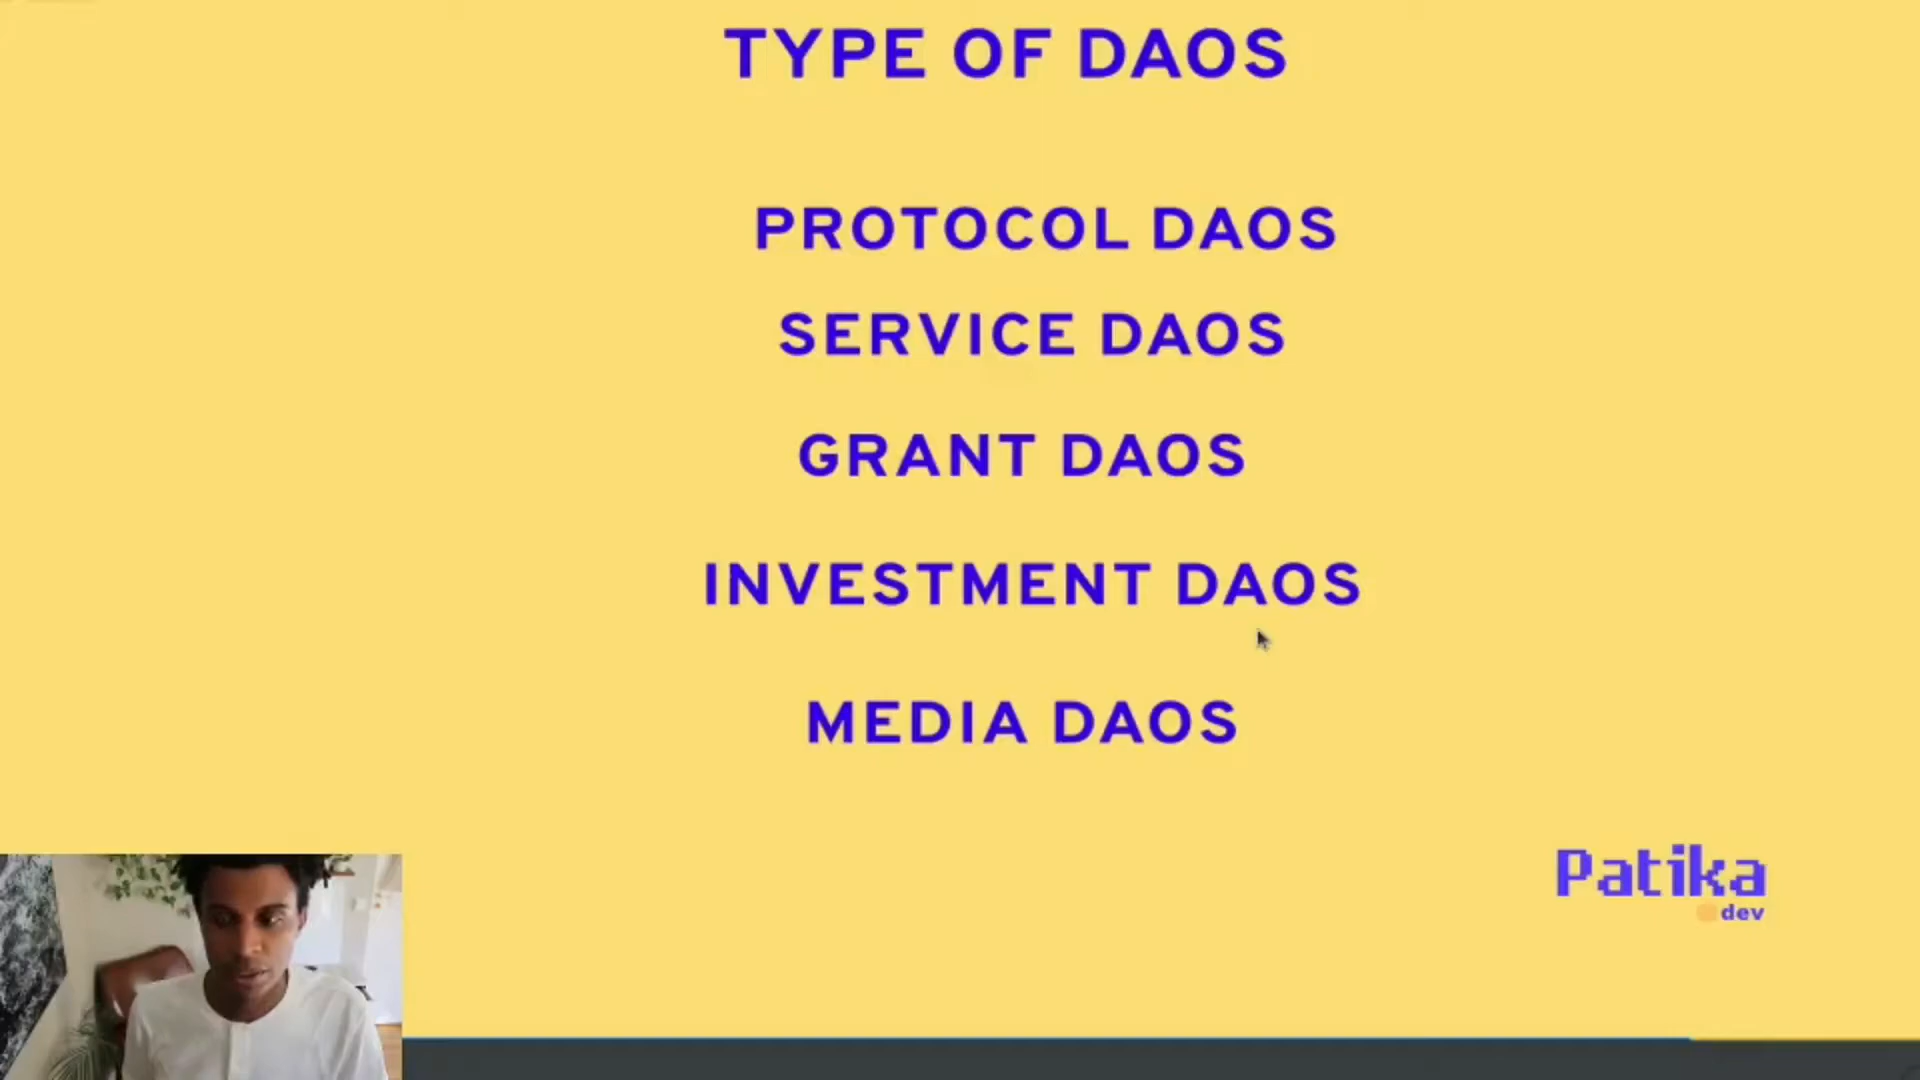 TYPE OF DAOS
PROTOCOL DAOS
SERVICE DAOS
GRANT DAOS
INVESTMENT DAOS
MEDIA DAOS
Patika
dev